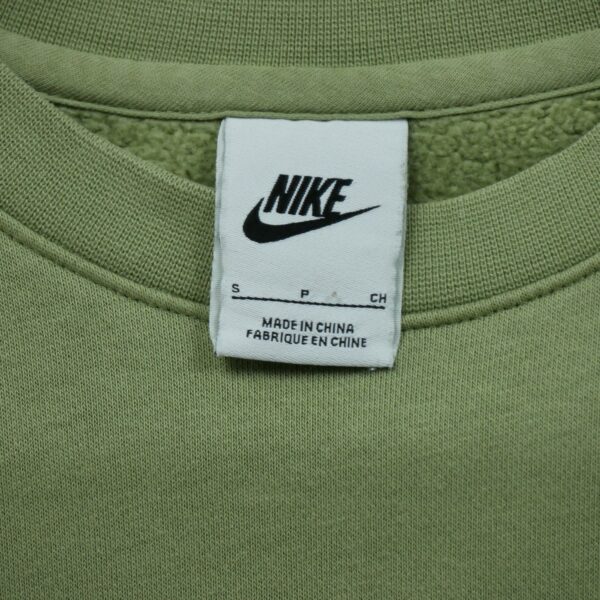 NIKE
S P CH
MADE IN CHINA
FABRIQUE EN CHINE